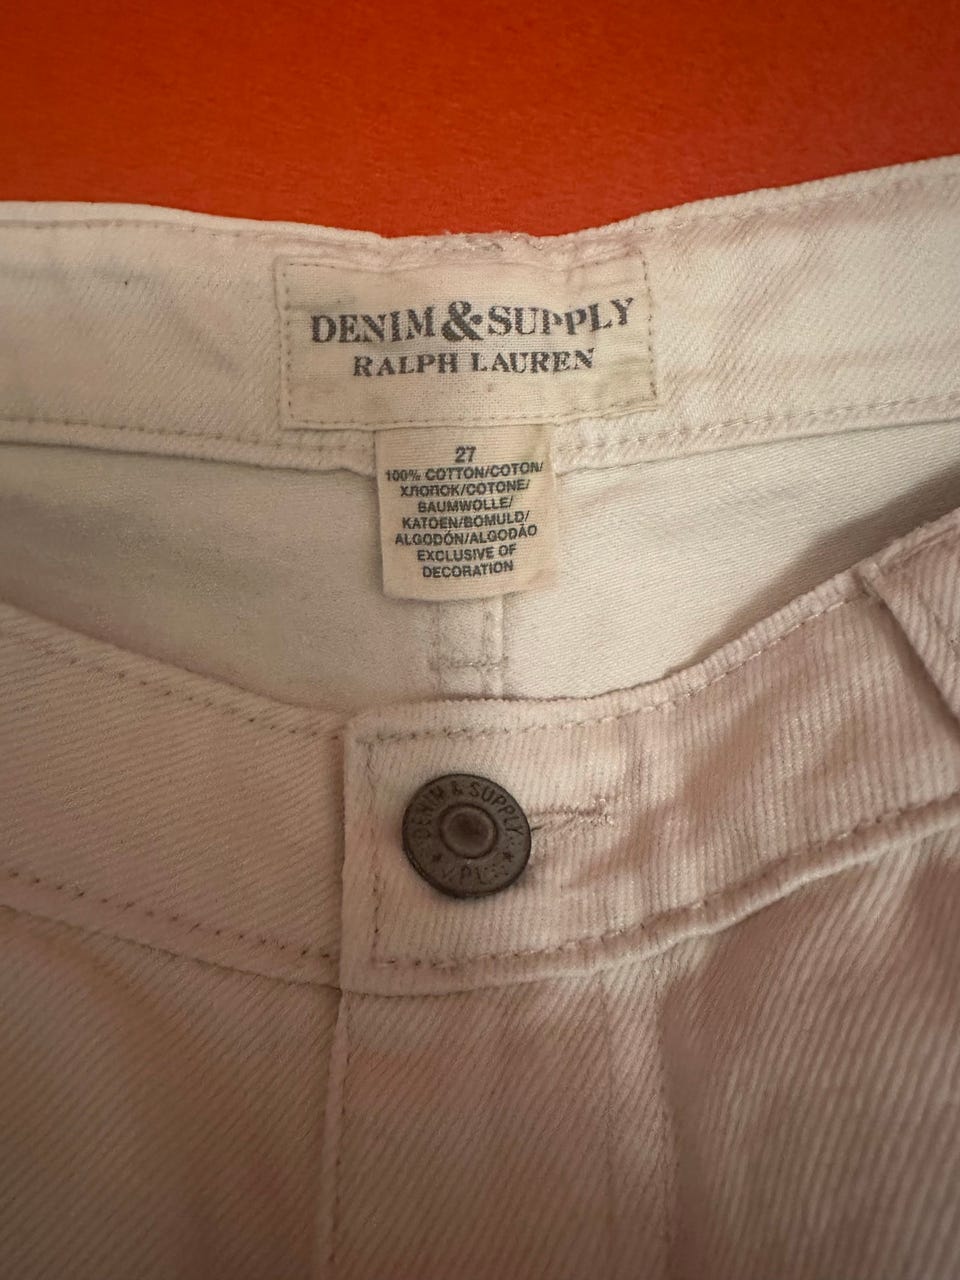 DENIM & SUPPLY
RALPH LAUREN
27
100% COTTON/COTON/
ХЛОПОК/COTONE/
BAUMWOLLE/
KATOEN/BOMULD/
ALGODÓN/ALGODÃO
EXCLUSIVE OF
DECORATION
DENIM & SUPPLY